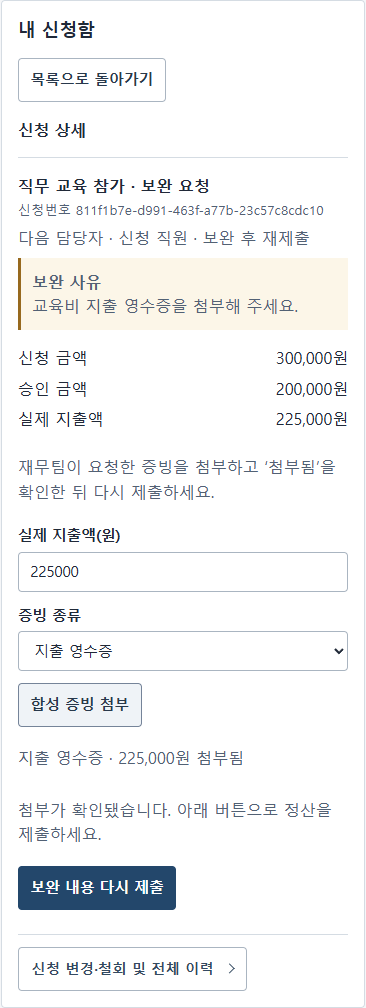 내 신청함
목록으로 돌아가기
신청 상세
직무 교육 참가 · 보완 요청
신청번호 811f1b7e-d991-463f-a77b-23c57c8cdc10
다음 담당자 · 신청 직원 · 보완 후 재제출
보완 사유
교육비 지출 영수증을 첨부해 주세요.
신청 금액 300,000원
승인 금액 200,000원
실제 지출액 225,000원
재무팀이 요청한 증빙을 첨부하고 ‘첨부됨’을
확인한 뒤 다시 제출하세요.
실제 지출액(원)
225000
증빙 종류
지출 영수증
합성 증빙 첨부
지출 영수증 · 225,000원 첨부됨
첨부가 확인됐습니다. 아래 버튼으로 정산을
제출하세요.
보완 내용 다시 제출
신청 변경·철회 및 전체 이력